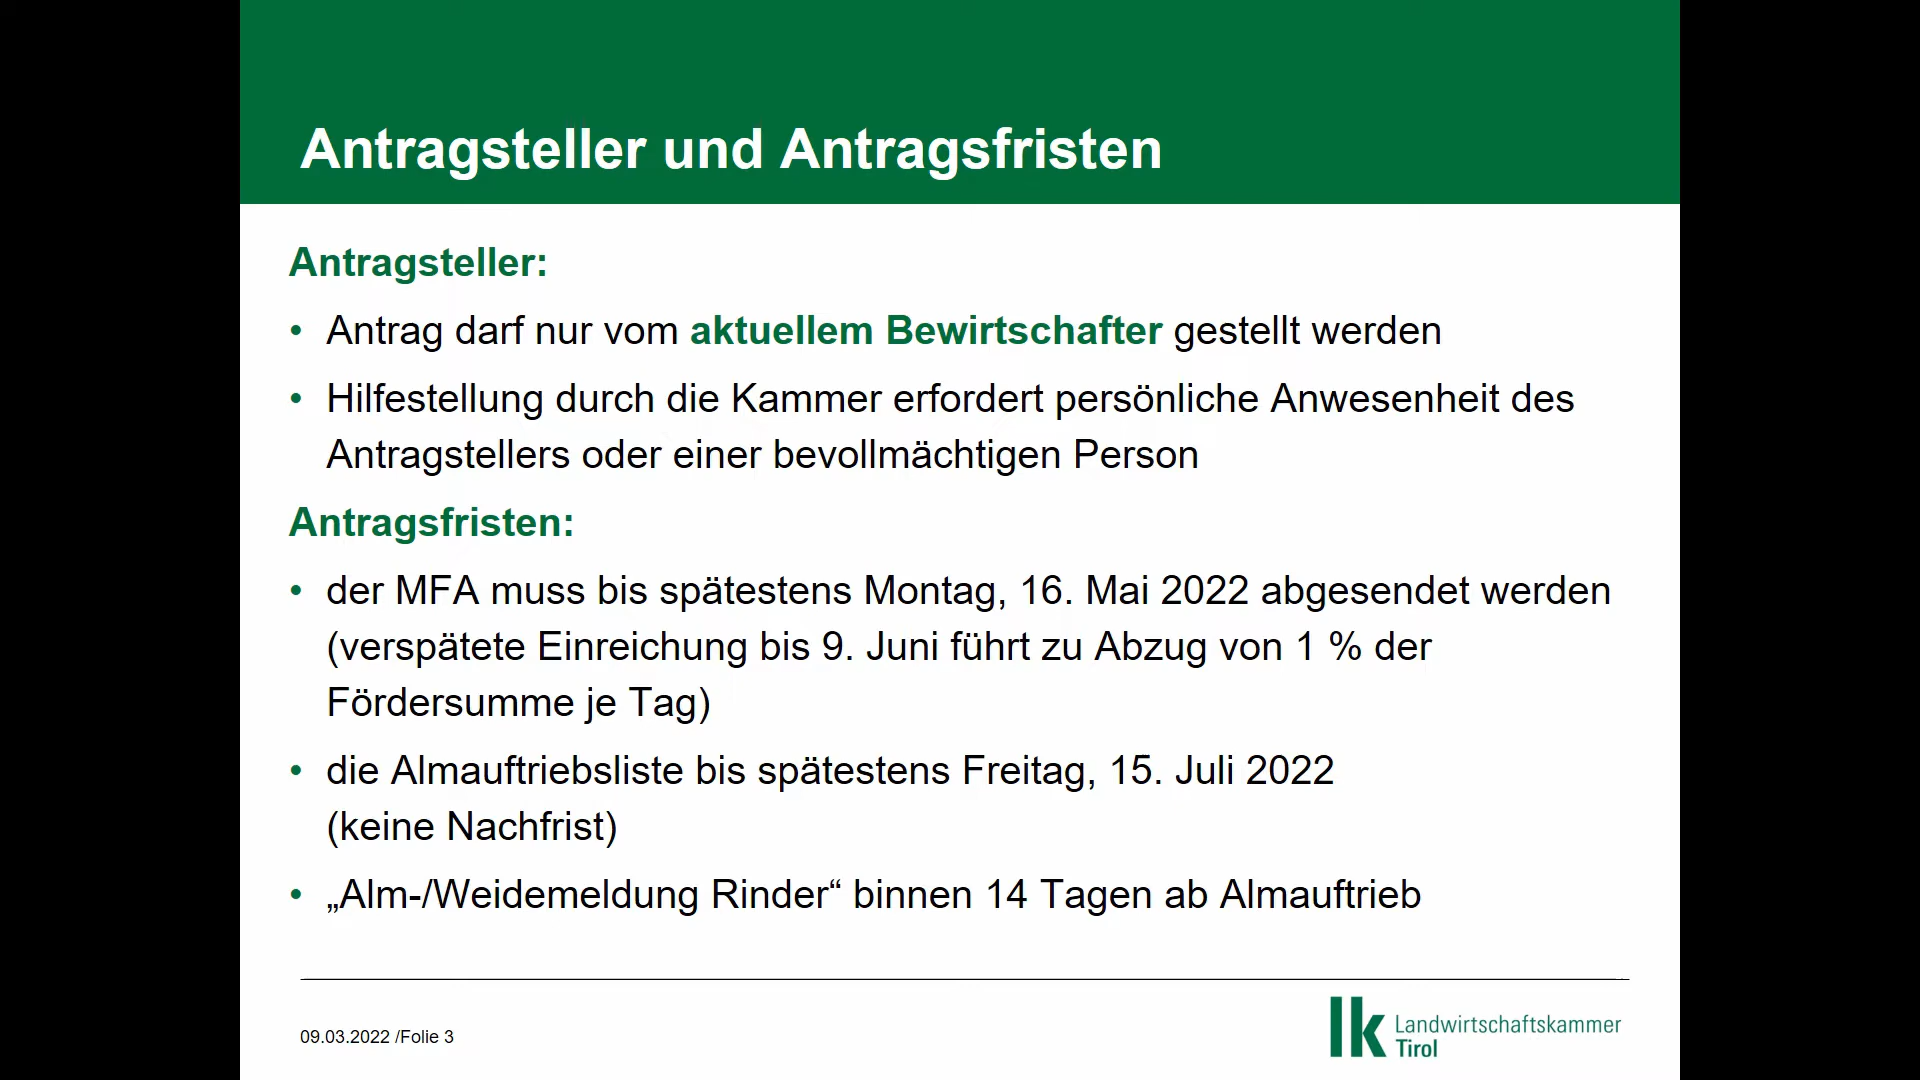 Antragsteller und Antragsfristen
Antragsteller:
• Antrag darf nur vom aktuellem Bewirtschafter gestellt werden
• Hilfestellung durch die Kammer erfordert persönliche Anwesenheit des
Antragstellers oder einer bevollmächtigen Person
Antragsfristen:
• der MFA muss bis spätestens Montag, 16. Mai 2022 abgesendet werden
(verspätete Einreichung bis 9. Juni führt zu Abzug von 1 % der
Fördersumme je Tag)
• die Almauftriebsliste bis spätestens Freitag, 15. Juli 2022
(keine Nachfrist)
• „Alm-/Weidemeldung Rinder“ binnen 14 Tagen ab Almauftrieb
09.03.2022 /Folie 3
lk Landwirtschaftskammer
Tirol